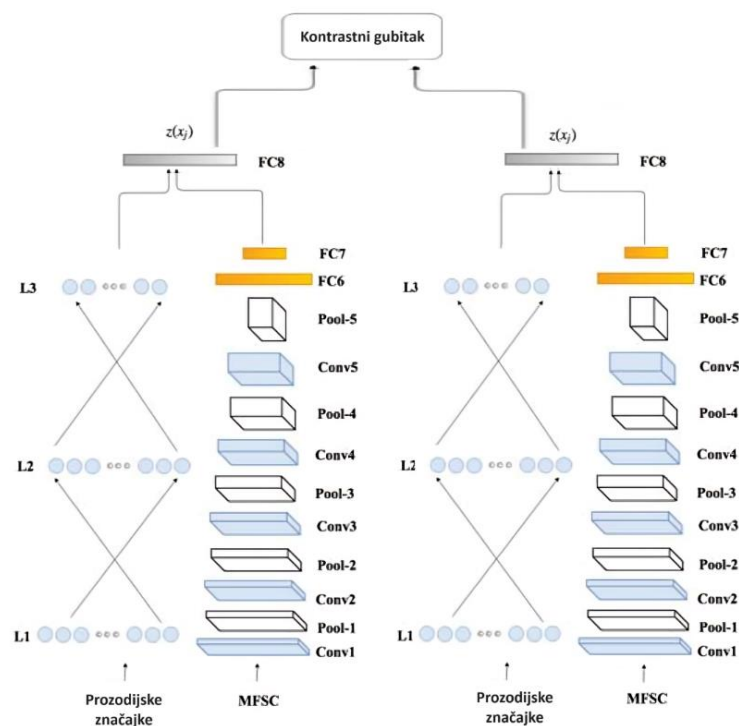 Kontrastni gubitak
z(x_j)
FC8
z(x_j)
FC8
FC7
FC6
L3
Pool-5
Conv5
Pool-4
Conv4
L2
Pool-3
Conv3
Pool-2
Conv2
Pool-1
L1
Conv1
Prozodijske
značajke
MFSC
FC7
FC6
L3
Pool-5
Conv5
Pool-4
Conv4
L2
Pool-3
Conv3
Pool-2
Conv2
Pool-1
L1
Conv1
Prozodijske
značajke
MFSC